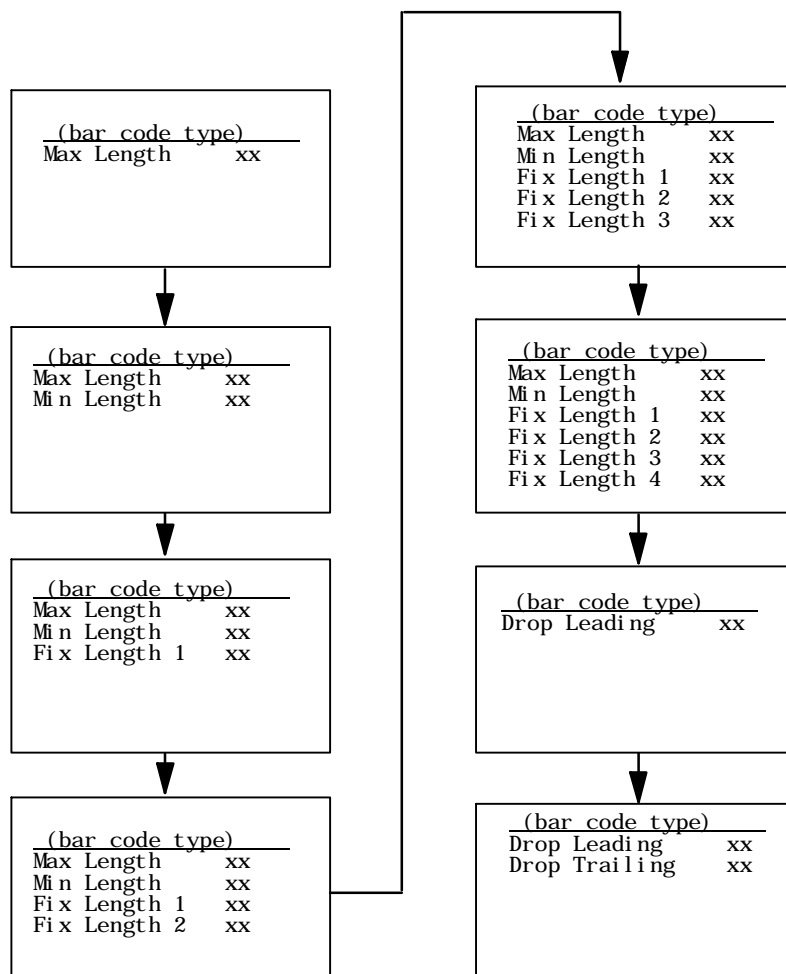 (bar code type)
Max Length xx
(bar code type)
Max Length xx
Min Length xx
(bar code type)
Max Length xx
Min Length xx
Fix Length 1 xx
(bar code type)
Max Length xx
Min Length xx
Fix Length 1 xx
Fix Length 2 xx
(bar code type)
Max Length xx
Min Length xx
Fix Length 1 xx
Fix Length 2 xx
Fix Length 3 xx
(bar code type)
Max Length xx
Min Length xx
Fix Length 1 xx
Fix Length 2 xx
Fix Length 3 xx
Fix Length 4 xx
(bar code type)
Drop Leading xx
(bar code type)
Drop Leading xx
Drop Trailing xx